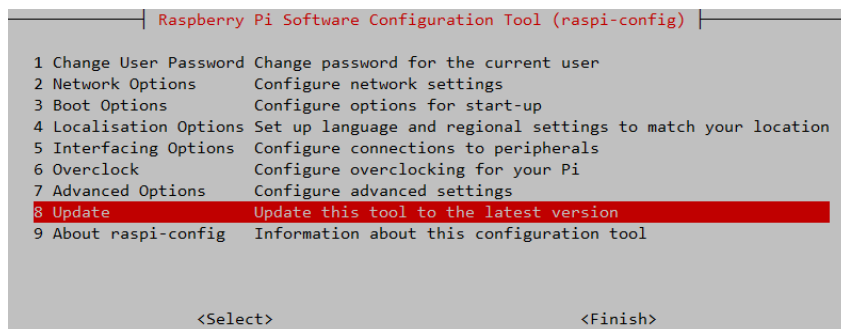 Raspberry Pi Software Configuration Tool (raspi-config)
1 Change User Password Change password for the current user
2 Network Options Configure network settings
3 Boot Options Configure options for start-up
4 Localisation Options Set up language and regional settings to match your location
5 Interfacing Options Configure connections to peripherals
6 Overclock Configure overclocking for your Pi
7 Advanced Options Configure advanced settings
8 Update Update this tool to the latest version
9 About raspi-config Information about this configuration tool
<Select> <Finish>